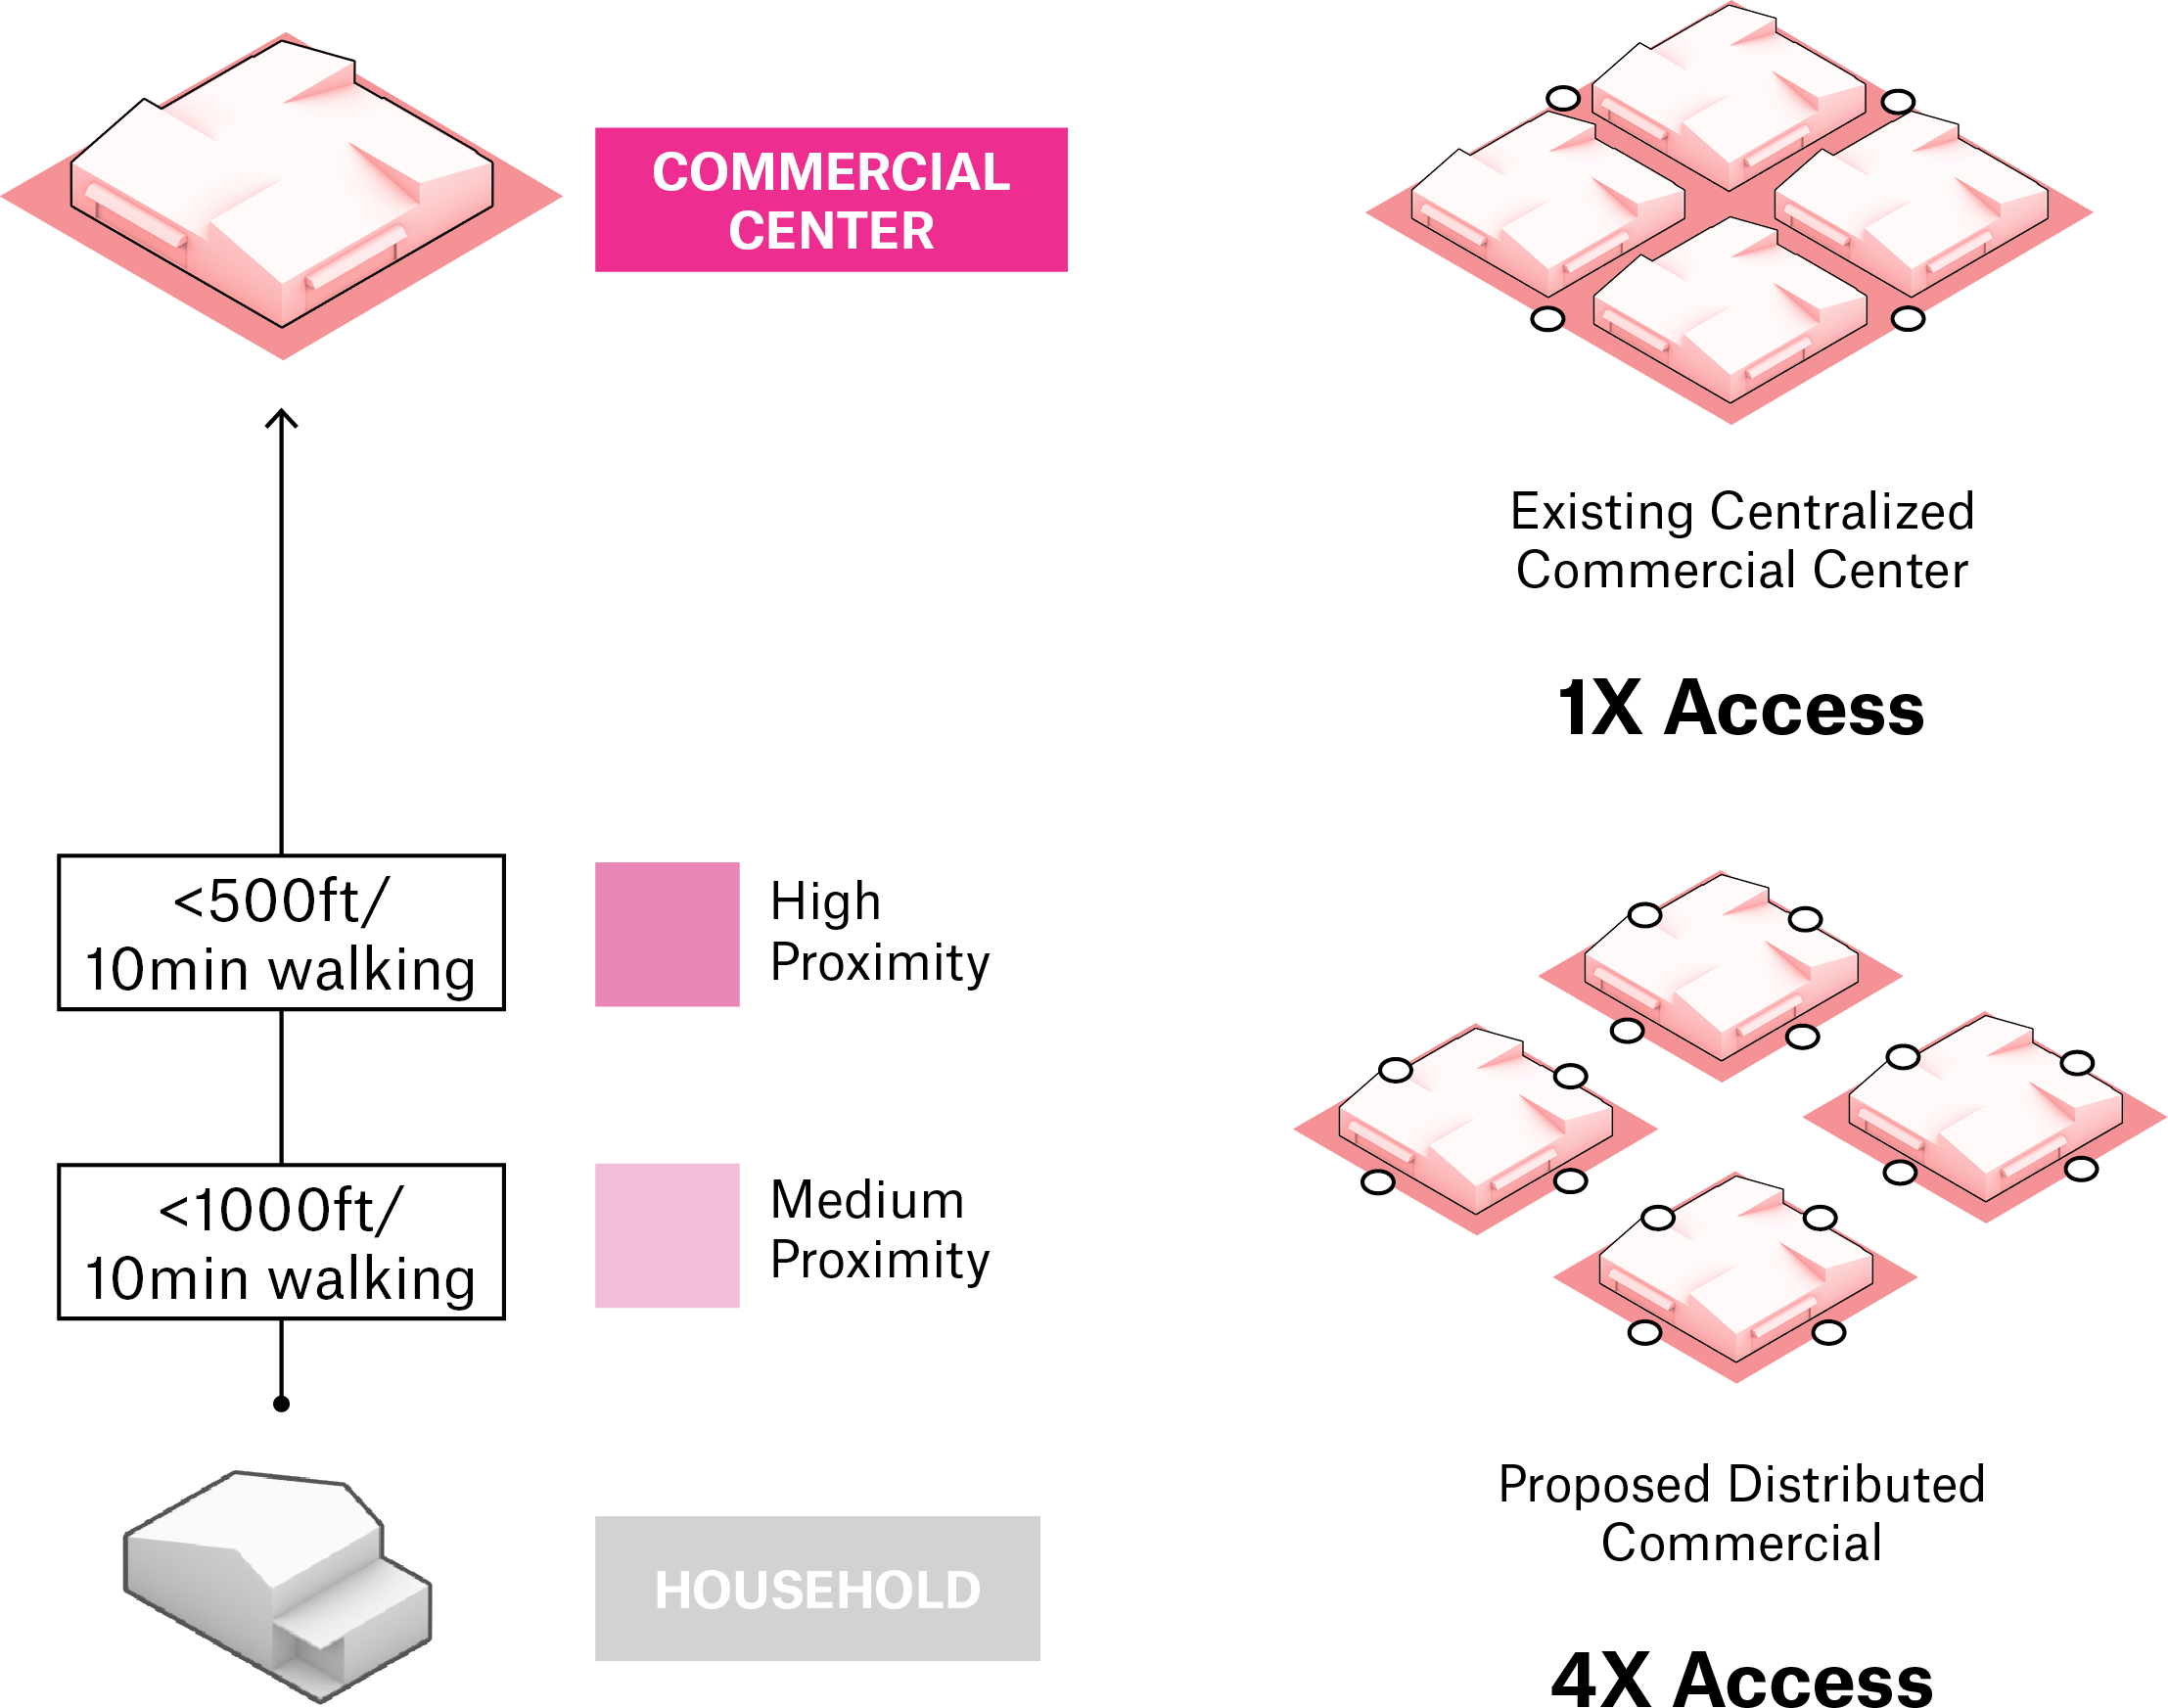 COMMERCIAL
CENTER
<500ft/
10min walking
High
Proximity
<1000ft/
10min walking
Medium
Proximity
HOUSEHOLD
Existing Centralized
Commercial Center
1X Access
Proposed Distributed
Commercial
4X Access